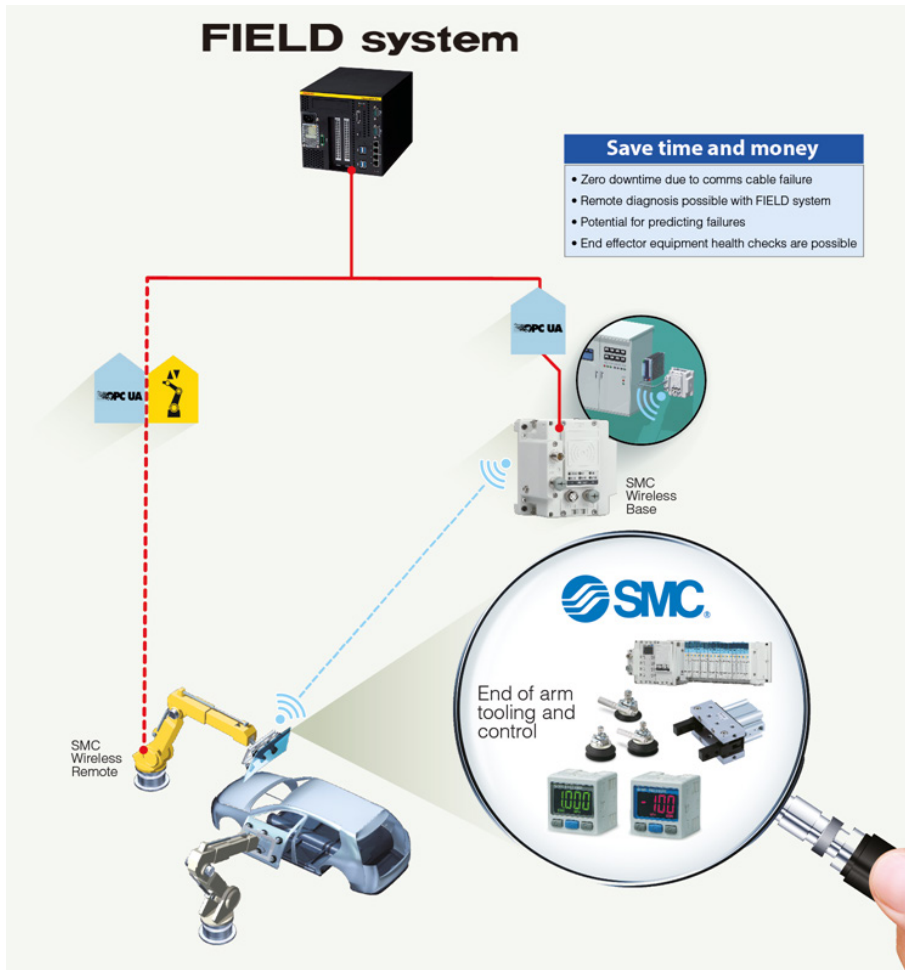 FIELD system
Save time and money
• Zero downtime due to comms cable failure
• Remote diagnosis possible with FIELD system
• Potential for predicting failures
• End effector equipment health checks are possible
OPC UA
OPC UA
SMC
Wireless
Base
SMC
End of arm
tooling and
control
SMC
Wireless
Remote
1.000
-100